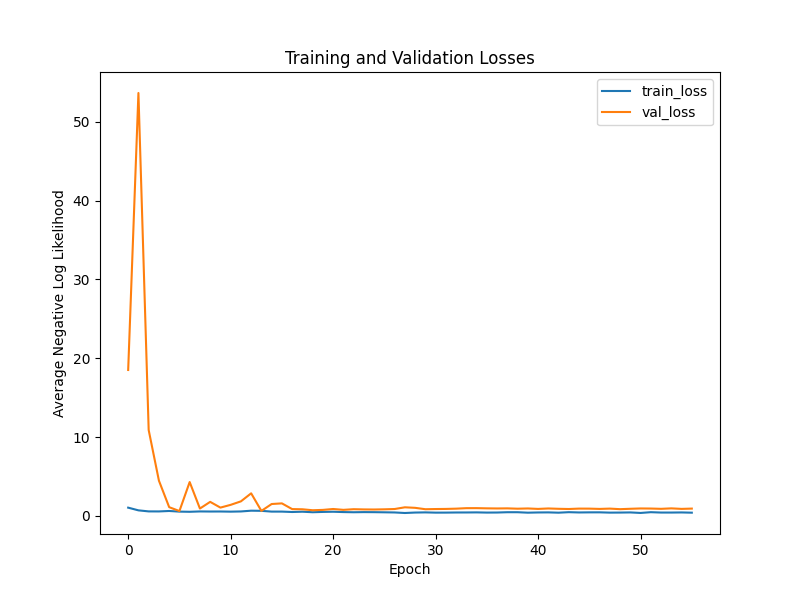 Training and Validation Losses
train_loss
val_loss
Average Negative Log Likelihood
50
40
30
20
10
0
0
10
20
30
40
50
Epoch